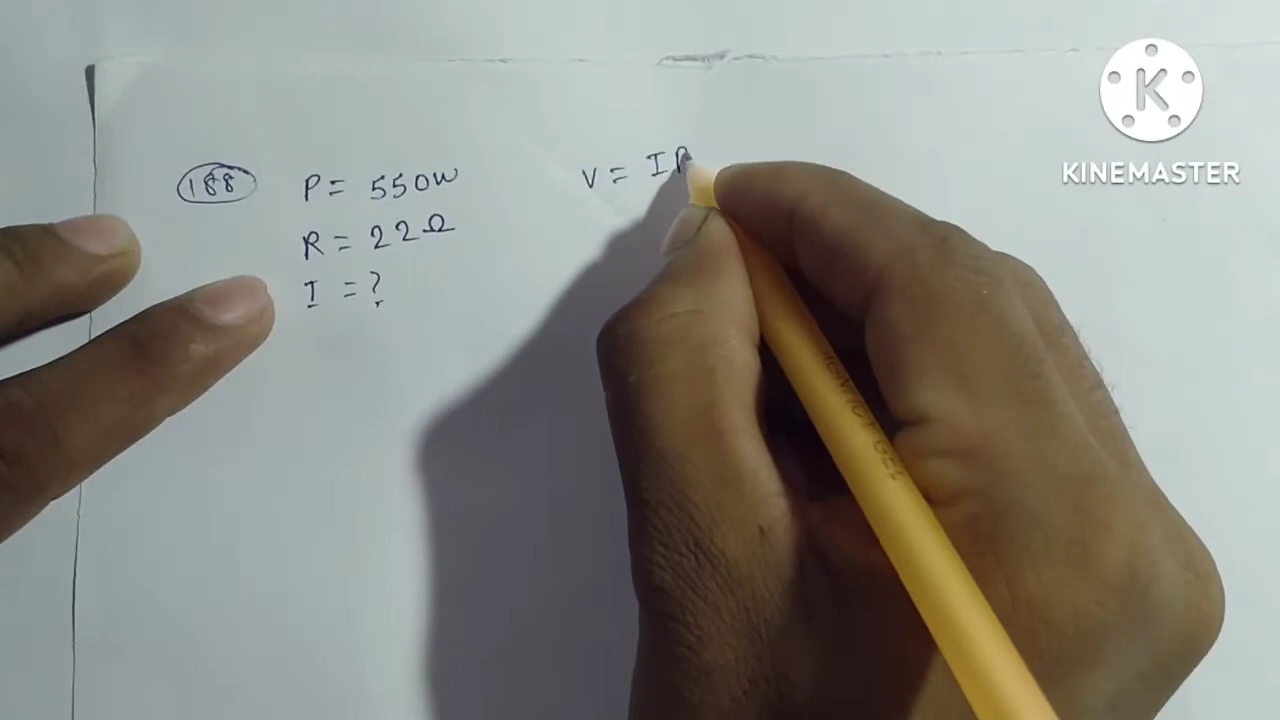 188 P = 550W
R = 22Ω
I = ?
V = IR
KINEMASTER